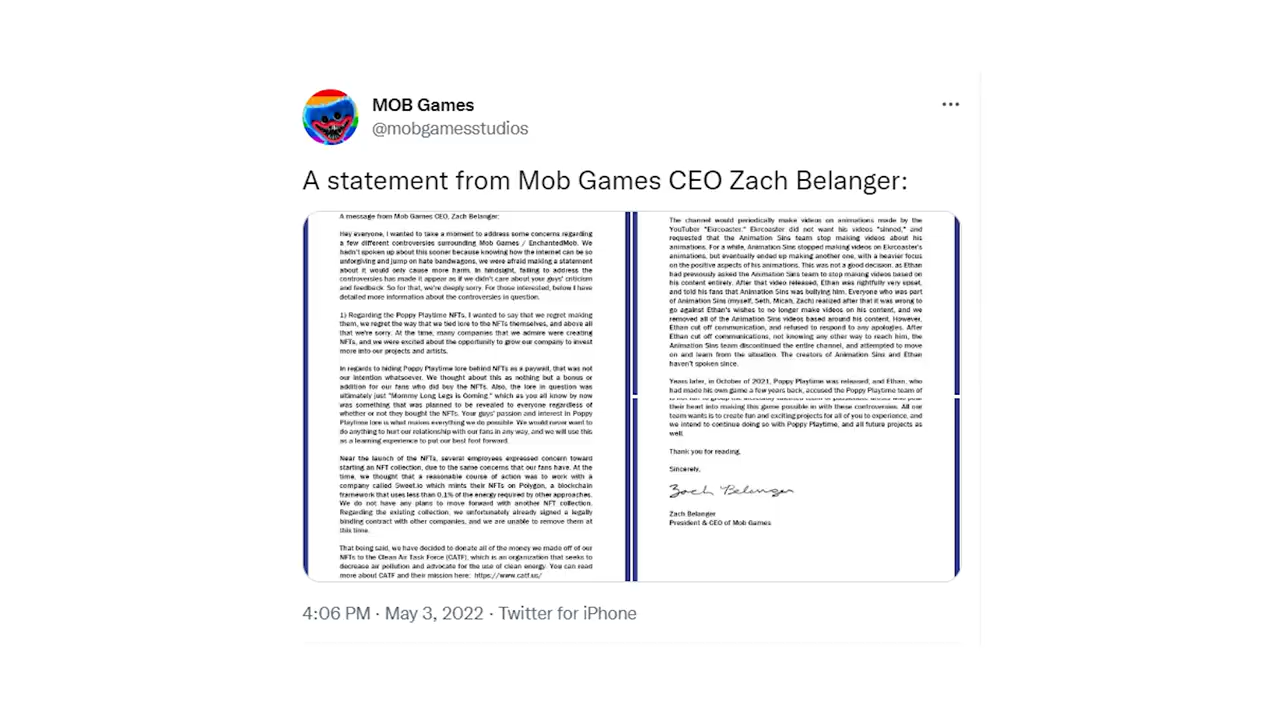 MOB Games
@mobgamesstudios
A statement from Mob Games CEO Zach Belanger:
A message from Mob Games CEO, Zach Belanger:
Hey everyone, I wanted to take a moment to address some concerns regarding
a few different controversies surrounding Mob Games / EnchantedMob. We
hadn't spoken up about this sooner because knowing how the internet can be so
unforgiving and jump on hate bandwagons, we were afraid making a statement
about it would only cause more harm. In hindsight, failing to address the
controversies has made it appear as if we didn't care about your guys' criticism
and feedback. So for that, we're deeply sorry. For those interested, below I have
detailed more information about the controversies in question.
1) Regarding the Poppy Playtime NFTs, I wanted to say that we regret making
them, we regret the way that we tied lore to the NFTs themselves, and above all
that we're sorry. At the time, many companies that we admire were creating
NFTs, and we were excited about the opportunity to grow our company to invest
more into our projects and artists.
In regards to hiding Poppy Playtime lore behind NFTs as a paywall, that was not
our intention whatsoever. We thought about this as nothing but a bonus or
addition for our fans who did buy the NFTs. Also, the lore in question was
ultimately just "Mommy Long Legs is Coming," which as you all know by now
was something that was planned to be revealed to everyone regardless of
whether or not they bought the NFTs. Your guys' passion and interest in Poppy
Playtime lore is what makes everything we do possible. We would never want to
do anything to hurt our relationship with our fans in any way, and we will use this
as a learning experience to put our best foot forward.
Near the launch of the NFTs, several employees expressed concern toward
starting an NFT collection, due to the same concerns that our fans have. At the
time, we thought that a reasonable course of action was to work with a
company called Sweet.io which mints their NFTs on Polygon, a blockchain
framework that uses less than 0.1% of the energy required by other approaches.
We do not have any plans to move forward with another NFT collection.
Regarding the existing collection, we unfortunately already signed a legally
binding contract with other companies, and we are unable to remove them at
this time.
That being said, we have decided to donate all of the money we made off of our
NFTs to the Clean Air Task Force (CATF), which is an organization that seeks to
decrease air pollution and advocate for the use of clean energy. You can read
more about CATF and their mission here: https://www.catf.us/
The channel would periodically make videos on animations made by the
YouTuber "Ekrcoaster." Ekrcoaster did not want his videos "sinned," and
requested that the Animation Sins team stop making videos about his
animations. For a while, Animation Sins stopped making videos on Ekrcoaster's
animations, but eventually ended up making another one, with a heavier focus
on the positive aspects of his animations. This was not a good decision, as Ethan
had previously asked the Animation Sins team to stop making videos based on
his content entirely. After that video released, Ethan was rightfully very upset,
and told his fans that Animation Sins was bullying him. Everyone who was part
of Animation Sins (myself, Seth, Micah, Zach) realized after that it was wrong to
go against Ethan's wishes to no longer make videos on his content, and we
removed all of the Animation Sins videos based around his content. However,
Ethan cut off communication, and refused to respond to any apologies. After
Ethan cut off communications, not knowing any other way to reach him, the
Animation Sins team discontinued the entire channel, and attempted to move
on and learn from the situation. The creators of Animation Sins and Ethan
haven't spoken since.
Years later, in October of 2021, Poppy Playtime was released, and Ethan, who
had made his own game a few years back, accused the Poppy Playtime team of
their heart into making this game possible in with these controversies. All our
team wants is to create fun and exciting projects for all of you to experience, and
we intend to continue doing so with Poppy Playtime, and all future projects as
well.
Thank you for reading.
Sincerely,
Zach Belanger
Zach Belanger
President & CEO of Mob Games
4:06 PM · May 3, 2022 · Twitter for iPhone